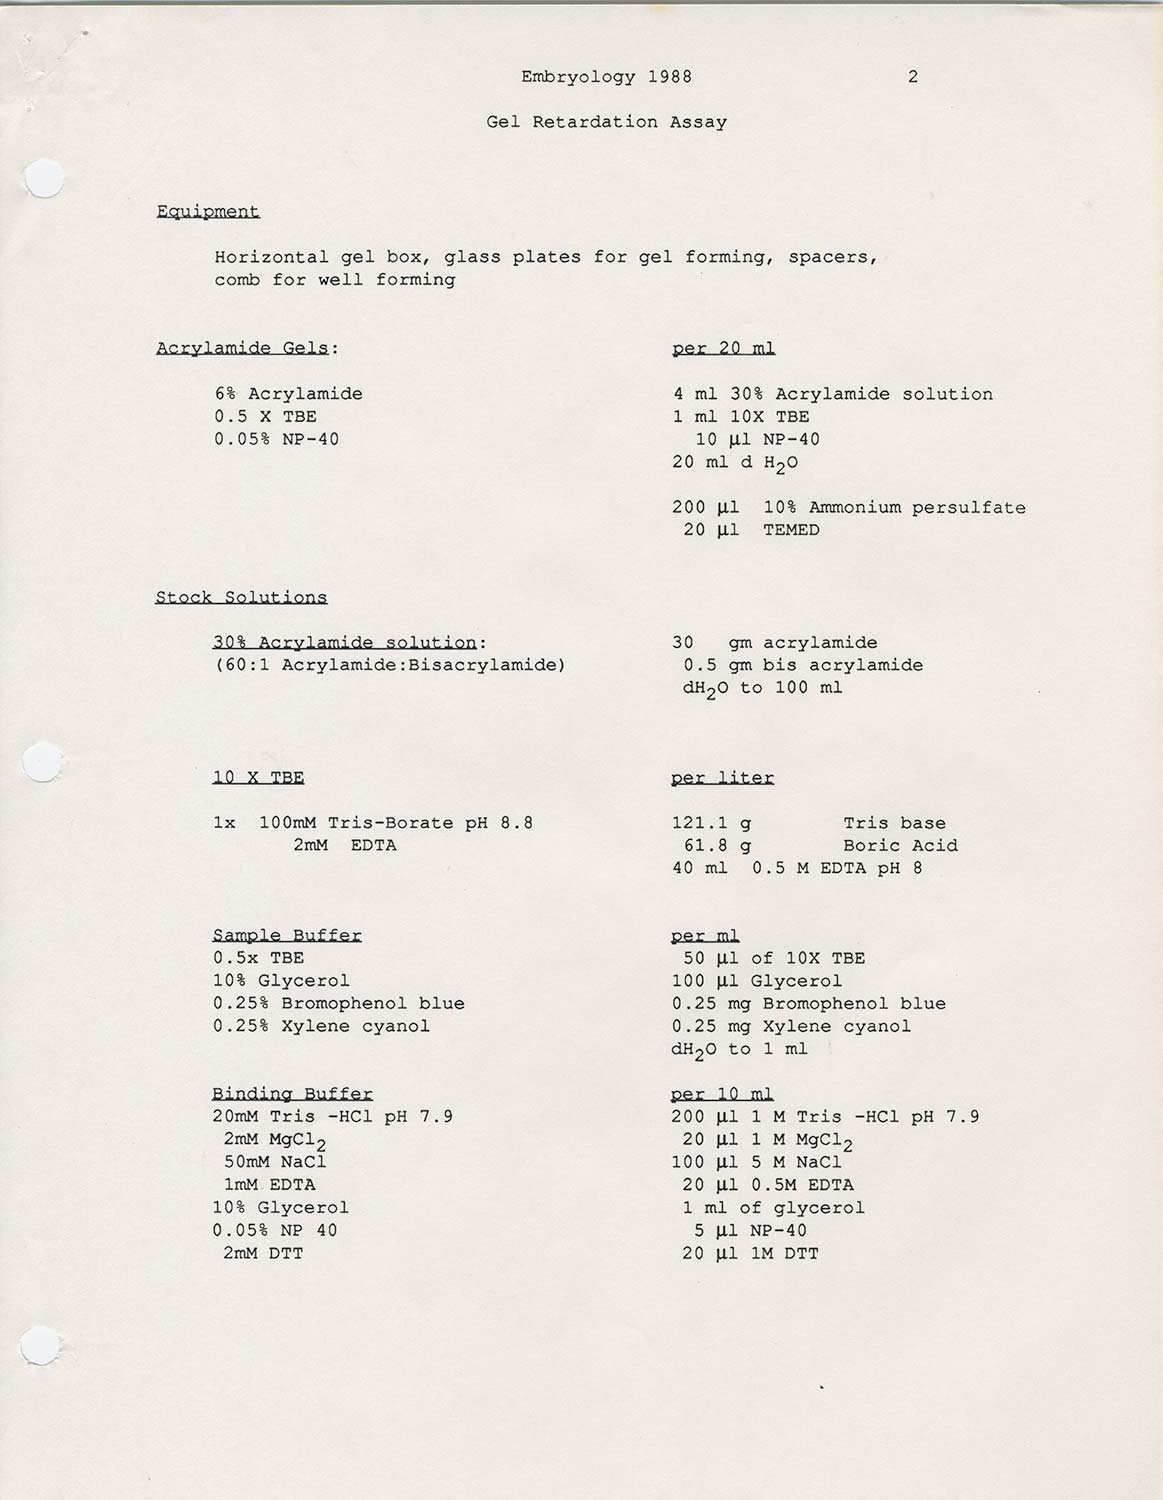 Embryology 1988 2
Gel Retardation Assay
Equipment
Horizontal gel box, glass plates for gel forming, spacers,
comb for well forming
Acrylamide Gels: per 20 ml
6% Acrylamide 4 ml 30% Acrylamide solution
0.5 X TBE 1 ml 10X TBE
0.05% NP-40 10 µl NP-40
20 ml d H2O
200 µl 10% Ammonium persulfate
20 µl TEMED
Stock Solutions
30% Acrylamide solution: 30 gm acrylamide
(60:1 Acrylamide:Bisacrylamide) 0.5 gm bis acrylamide
dH2O to 100 ml
10 X TBE per liter
1x 100mM Tris-Borate pH 8.8 121.1 g Tris base
2mM EDTA 61.8 g Boric Acid
40 ml 0.5 M EDTA pH 8
Sample Buffer per ml
0.5x TBE 50 µl of 10X TBE
10% Glycerol 100 µl Glycerol
0.25% Bromophenol blue 0.25 mg Bromophenol blue
0.25% Xylene cyanol 0.25 mg Xylene cyanol
dH2O to 1 ml
Binding Buffer per 10 ml
20mM Tris -HCl pH 7.9 200 µl 1 M Tris -HCl pH 7.9
2mM MgCl2 20 µl 1 M MgCl2
50mM NaCl 100 µl 5 M NaCl
1mM EDTA 20 µl 0.5M EDTA
10% Glycerol 1 ml of glycerol
0.05% NP 40 5 µl NP-40
2mM DTT 20 µl 1M DTT